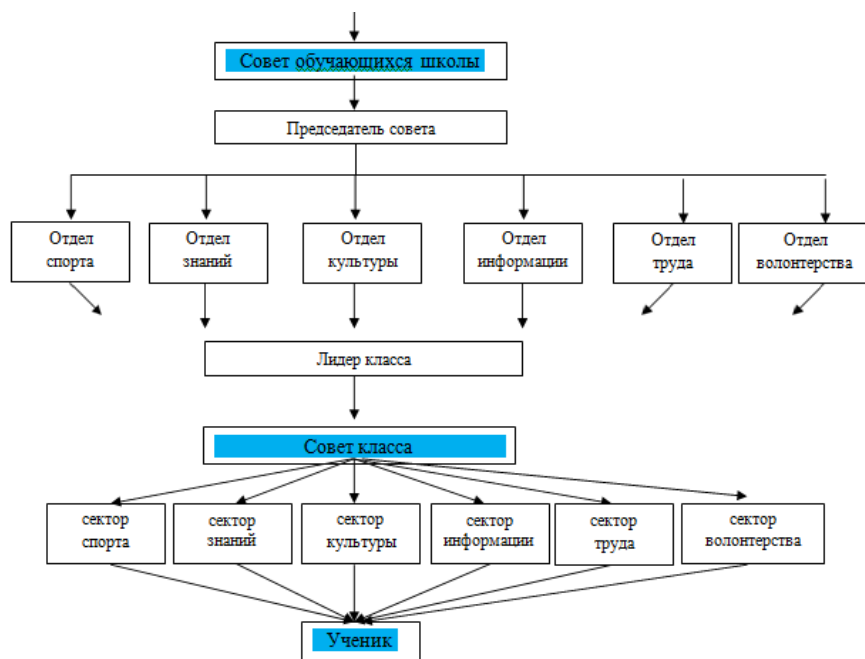 Совет обучающихся школы
Председатель совета
Отдел
спорта
Отдел
знаний
Отдел
культуры
Отдел
информации
Отдел
труда
Отдел
волонтерства
Лидер класса
Совет класса
сектор
спорта
сектор
знаний
сектор
культуры
сектор
информации
сектор
труда
сектор
волонтерства
Ученик